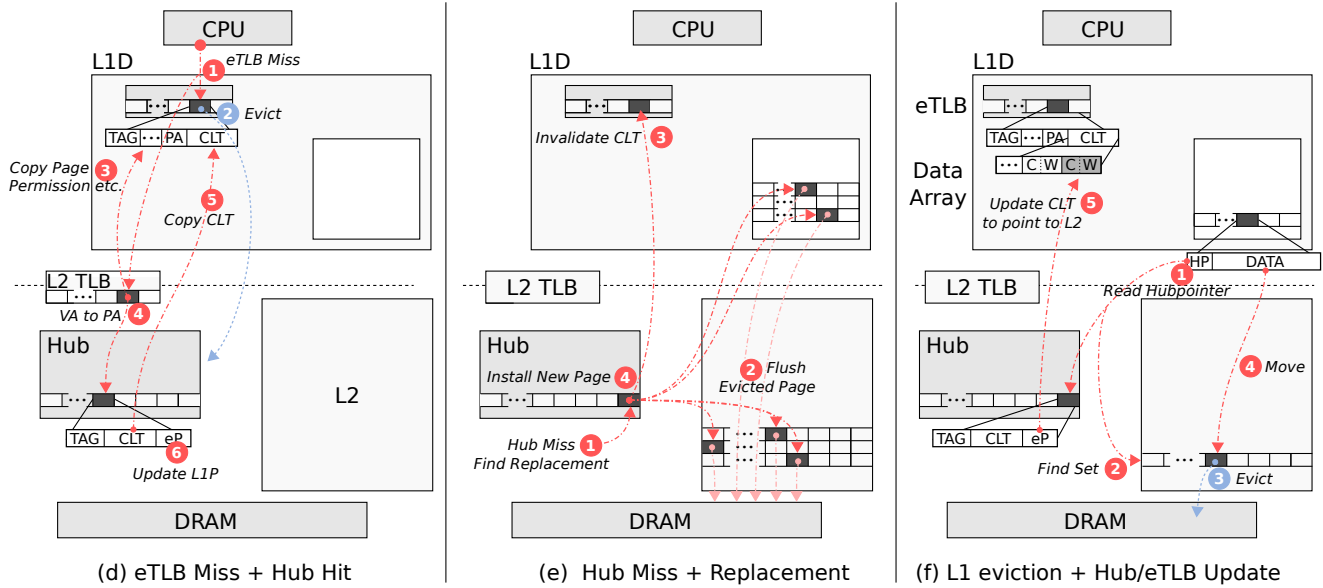 CPU
L1D
1
eTLB Miss
2
Evict
TAG ··· PA CLT
Copy Page
Permission etc.
3
5
Copy CLT
L2 TLB
VA to PA
4
Hub
L2
TAG CLT eP
6
Update L1P
DRAM
(d) eTLB Miss + Hub Hit
CPU
L1D
Invalidate CLT
3
L2 TLB
Hub
Install New Page
4
2
Flush
Evicted Page
Hub Miss
Find Replacement
1
DRAM
(e) Hub Miss + Replacement
CPU
L1D
eTLB
TAG ··· PA CLT
Data
Array
··· C W C W
Update CLT
to point to L2
5
HP DATA
1
Read Hubpointer
L2 TLB
Hub
4
Move
TAG CLT eP
Find Set
2
3
Evict
DRAM
(f) L1 eviction + Hub/eTLB Update